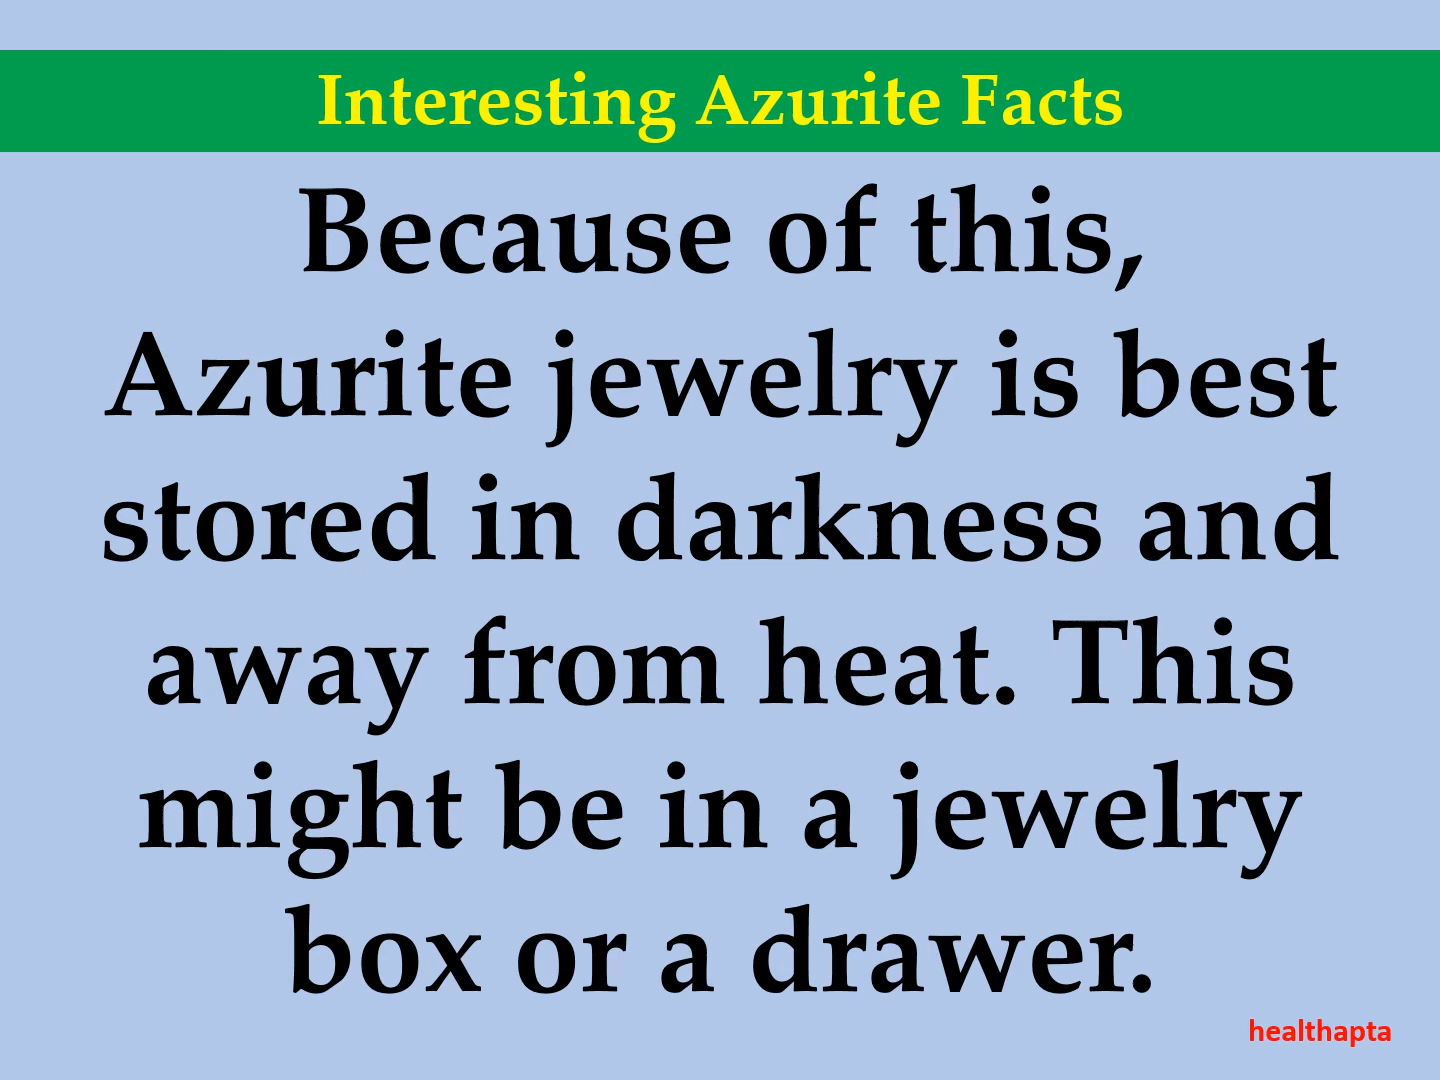 Interesting Azurite Facts
Because of this,
Azurite jewelry is best
stored in darkness and
away from heat. This
might be in a jewelry
box or a drawer.
healthapta